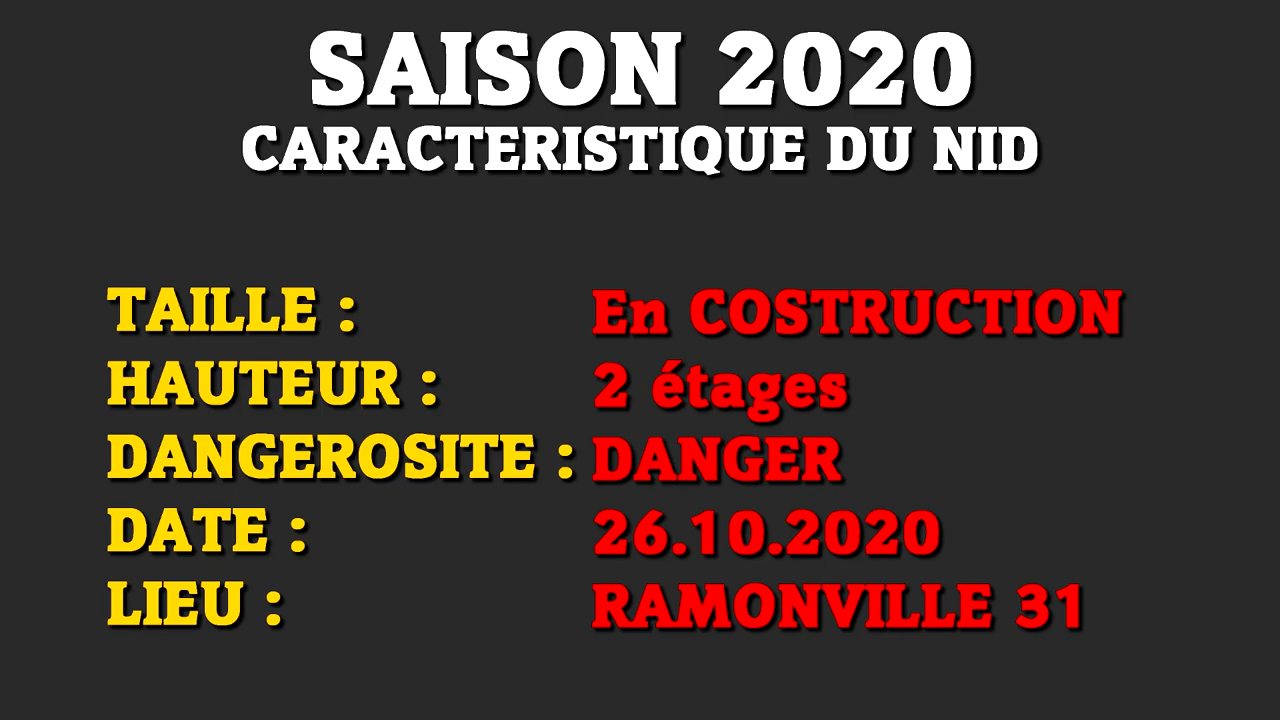 SAISON 2020
CARACTERISTIQUE DU NID
TAILLE : En COSTRUCTION
HAUTEUR : 2 étages
DANGEROSITE : DANGER
DATE : 26.10.2020
LIEU : RAMONVILLE 31